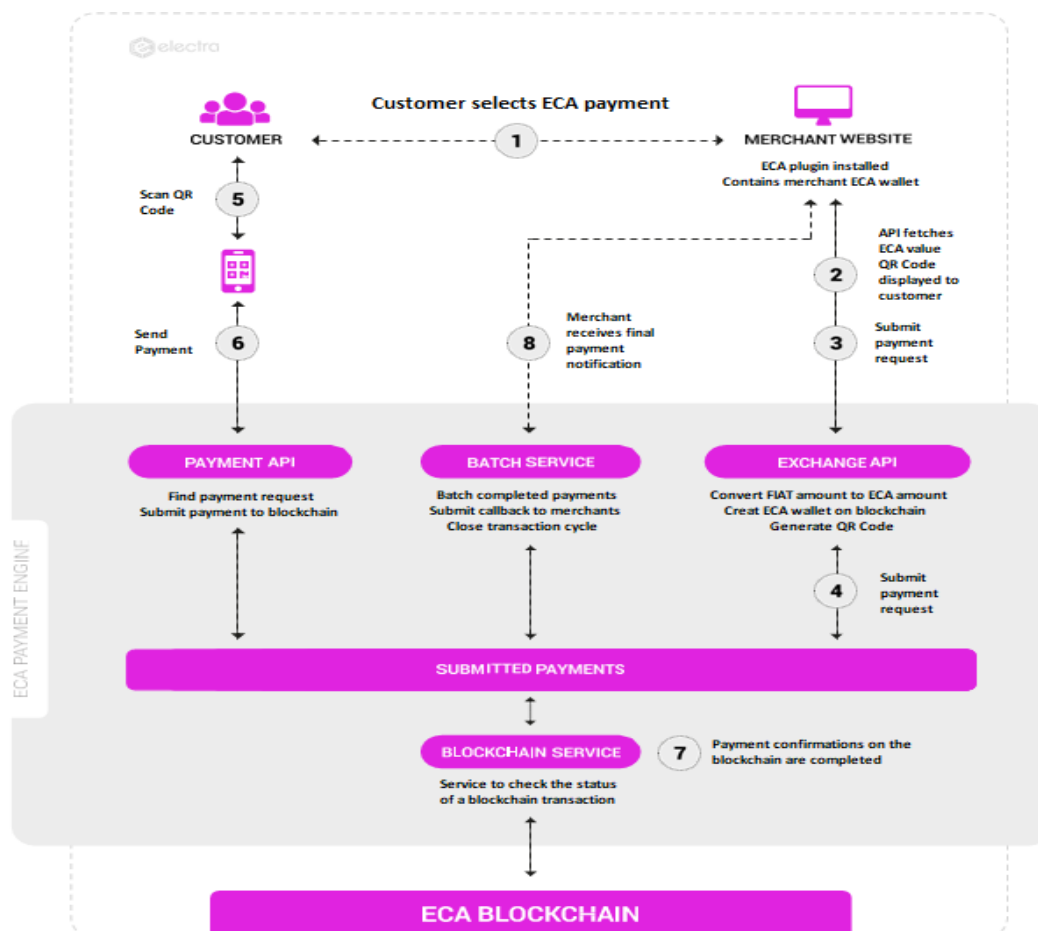 electra
Customer selects ECA payment
1
CUSTOMER
MERCHANT WEBSITE
ECA plugin installed
Contains merchant ECA wallet
Scan QR
Code
5
API fetches
ECA value
QR Code
displayed to
customer
2
Send
Payment
6
Merchant
receives final
payment
notification
8
Submit
payment
request
3
PAYMENT API
Find payment request
Submit payment to blockchain
BATCH SERVICE
Batch completed payments
Submit callback to merchants
Close transaction cycle
EXCHANGE API
Convert FIAT amount to ECA amount
Creat ECA wallet on blockchain
Generate QR Code
4
Submit
payment
request
ECA PAYMENT ENGINF
SUBMITTED PAYMENTS
BLOCKCHAIN SERVICE
Service to check the status
of a blockchain transaction
7
Payment confirmations on the
blockchain are completed
ECA BLOCKCHAIN